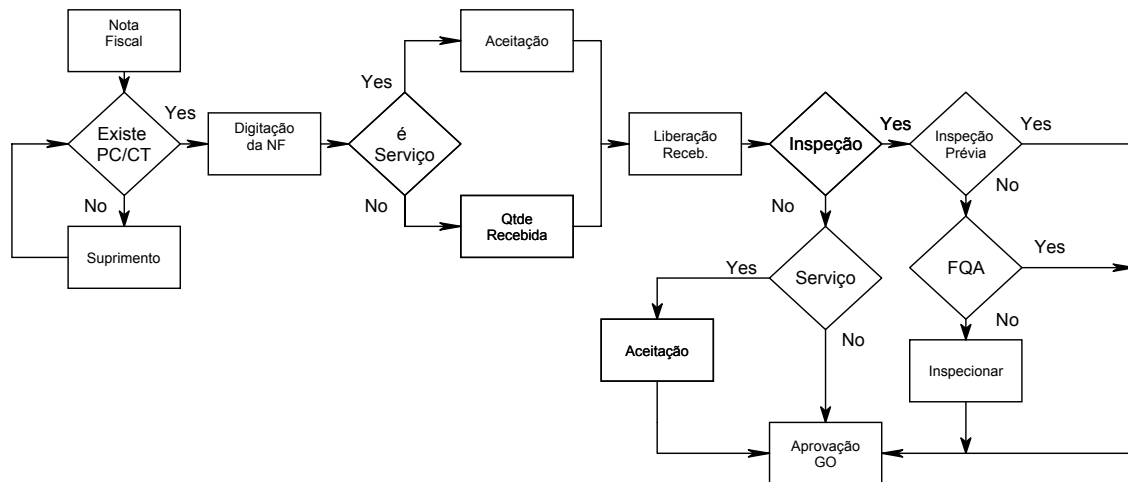 Nota
Fiscal
Existe
PC/CT
Yes
No
Suprimento
Digitação
da NF
é
Serviço
Yes
No
Aceitação
Qtde
Recebida
Liberação
Receb.
Inspeção
Yes
No
Inspeção
Prévia
Yes
No
Serviço
Yes
No
FQA
Yes
No
Aceitação
Inspecionar
Aprovação
GO